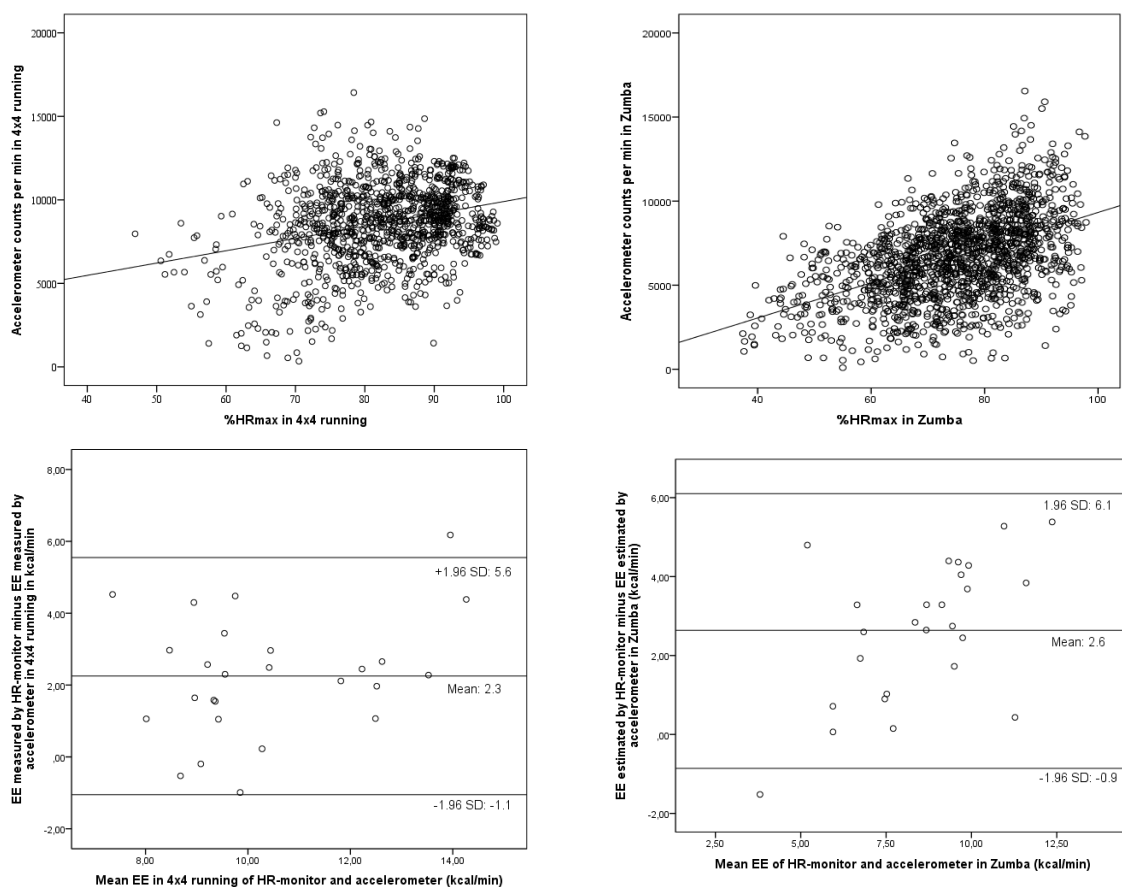 Accelerometer counts per min in 4x4 running
20000
15000
10000
5000
0
40 50 60 70 80 90 100
%HRmax in 4x4 running
Accelerometer counts per min in Zumba
20000
15000
10000
5000
0
40 60 80 100
%HRmax in Zumba
EE measured by HR-monitor minus EE measured by
accelerometer in 4x4 running in kcal/min
8,00
6,00
4,00
2,00
,00
-2,00
+1.96 SD: 5.6
Mean: 2.3
-1.96 SD: -1.1
8,00 10,00 12,00 14,00
Mean EE in 4x4 running of HR-monitor and accelerometer (kcal/min)
EE estimated by HR-monitor minus EE estimated by
accelerometer in Zumba (kcal/min)
6,00
4,00
2,00
,00
-2,00
1.96 SD: 6.1
Mean: 2.6
-1.96 SD: -0.9
2,50 5,00 7,50 10,00 12,50
Mean EE of HR-monitor and accelerometer in Zumba (kcal/min)